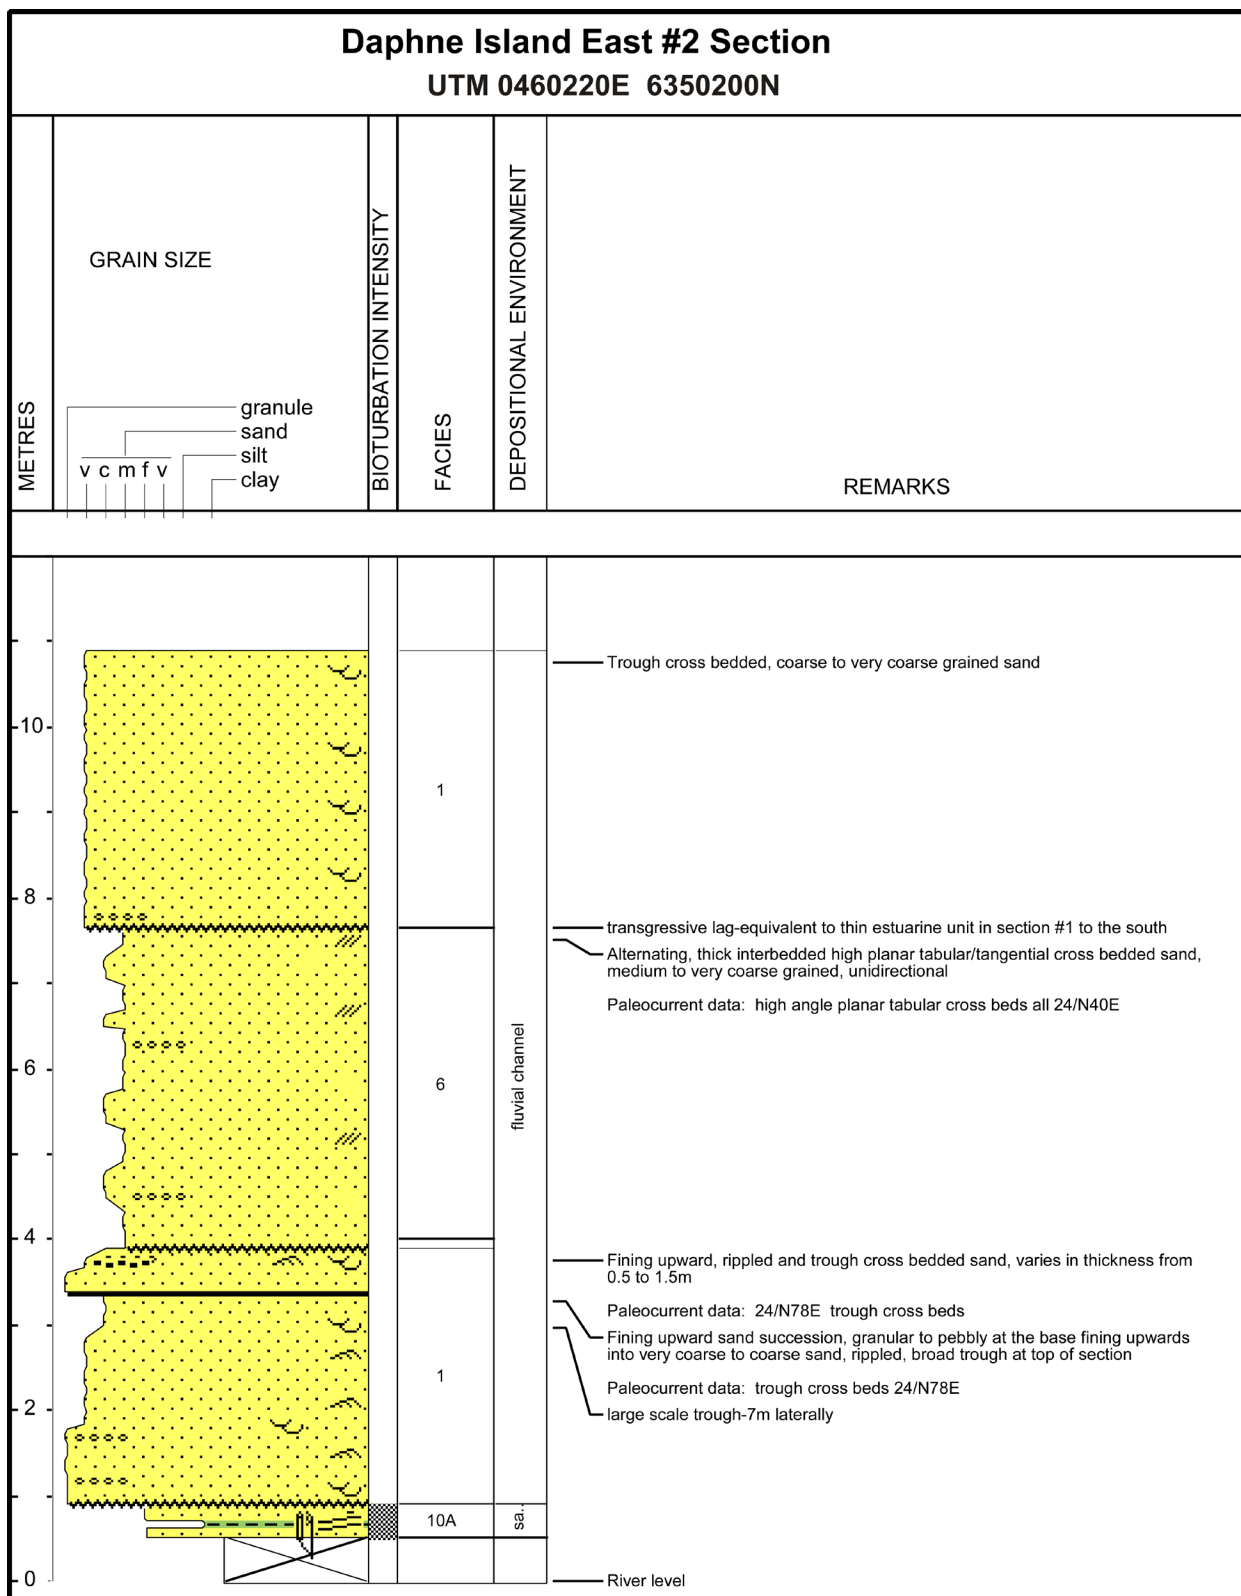 Daphne Island East #2 Section
UTM 0460220E 6350200N
METRES
GRAIN SIZE
granule
sand
silt
clay
v c m f v
BIOTURBATION INTENSITY
FACIES
DEPOSITIONAL ENVIRONMENT
REMARKS
Trough cross bedded, coarse to very coarse grained sand
10
1
8
transgressive lag-equivalent to thin estuarine unit in section #1 to the south
Alternating, thick interbedded high planar tabular/tangential cross bedded sand,
medium to very coarse grained, unidirectional
Paleocurrent data: high angle planar tabular cross beds all 24/N40E
6
6
fluvial channel
4
Fining upward, rippled and trough cross bedded sand, varies in thickness from
0.5 to 1.5m
Paleocurrent data: 24/N78E trough cross beds
Fining upward sand succession, granular to pebbly at the base fining upwards
into very coarse to coarse sand, rippled, broad trough at top of section
1
Paleocurrent data: trough cross beds 24/N78E
2
large scale trough-7m laterally
10A
sa..
0
River level